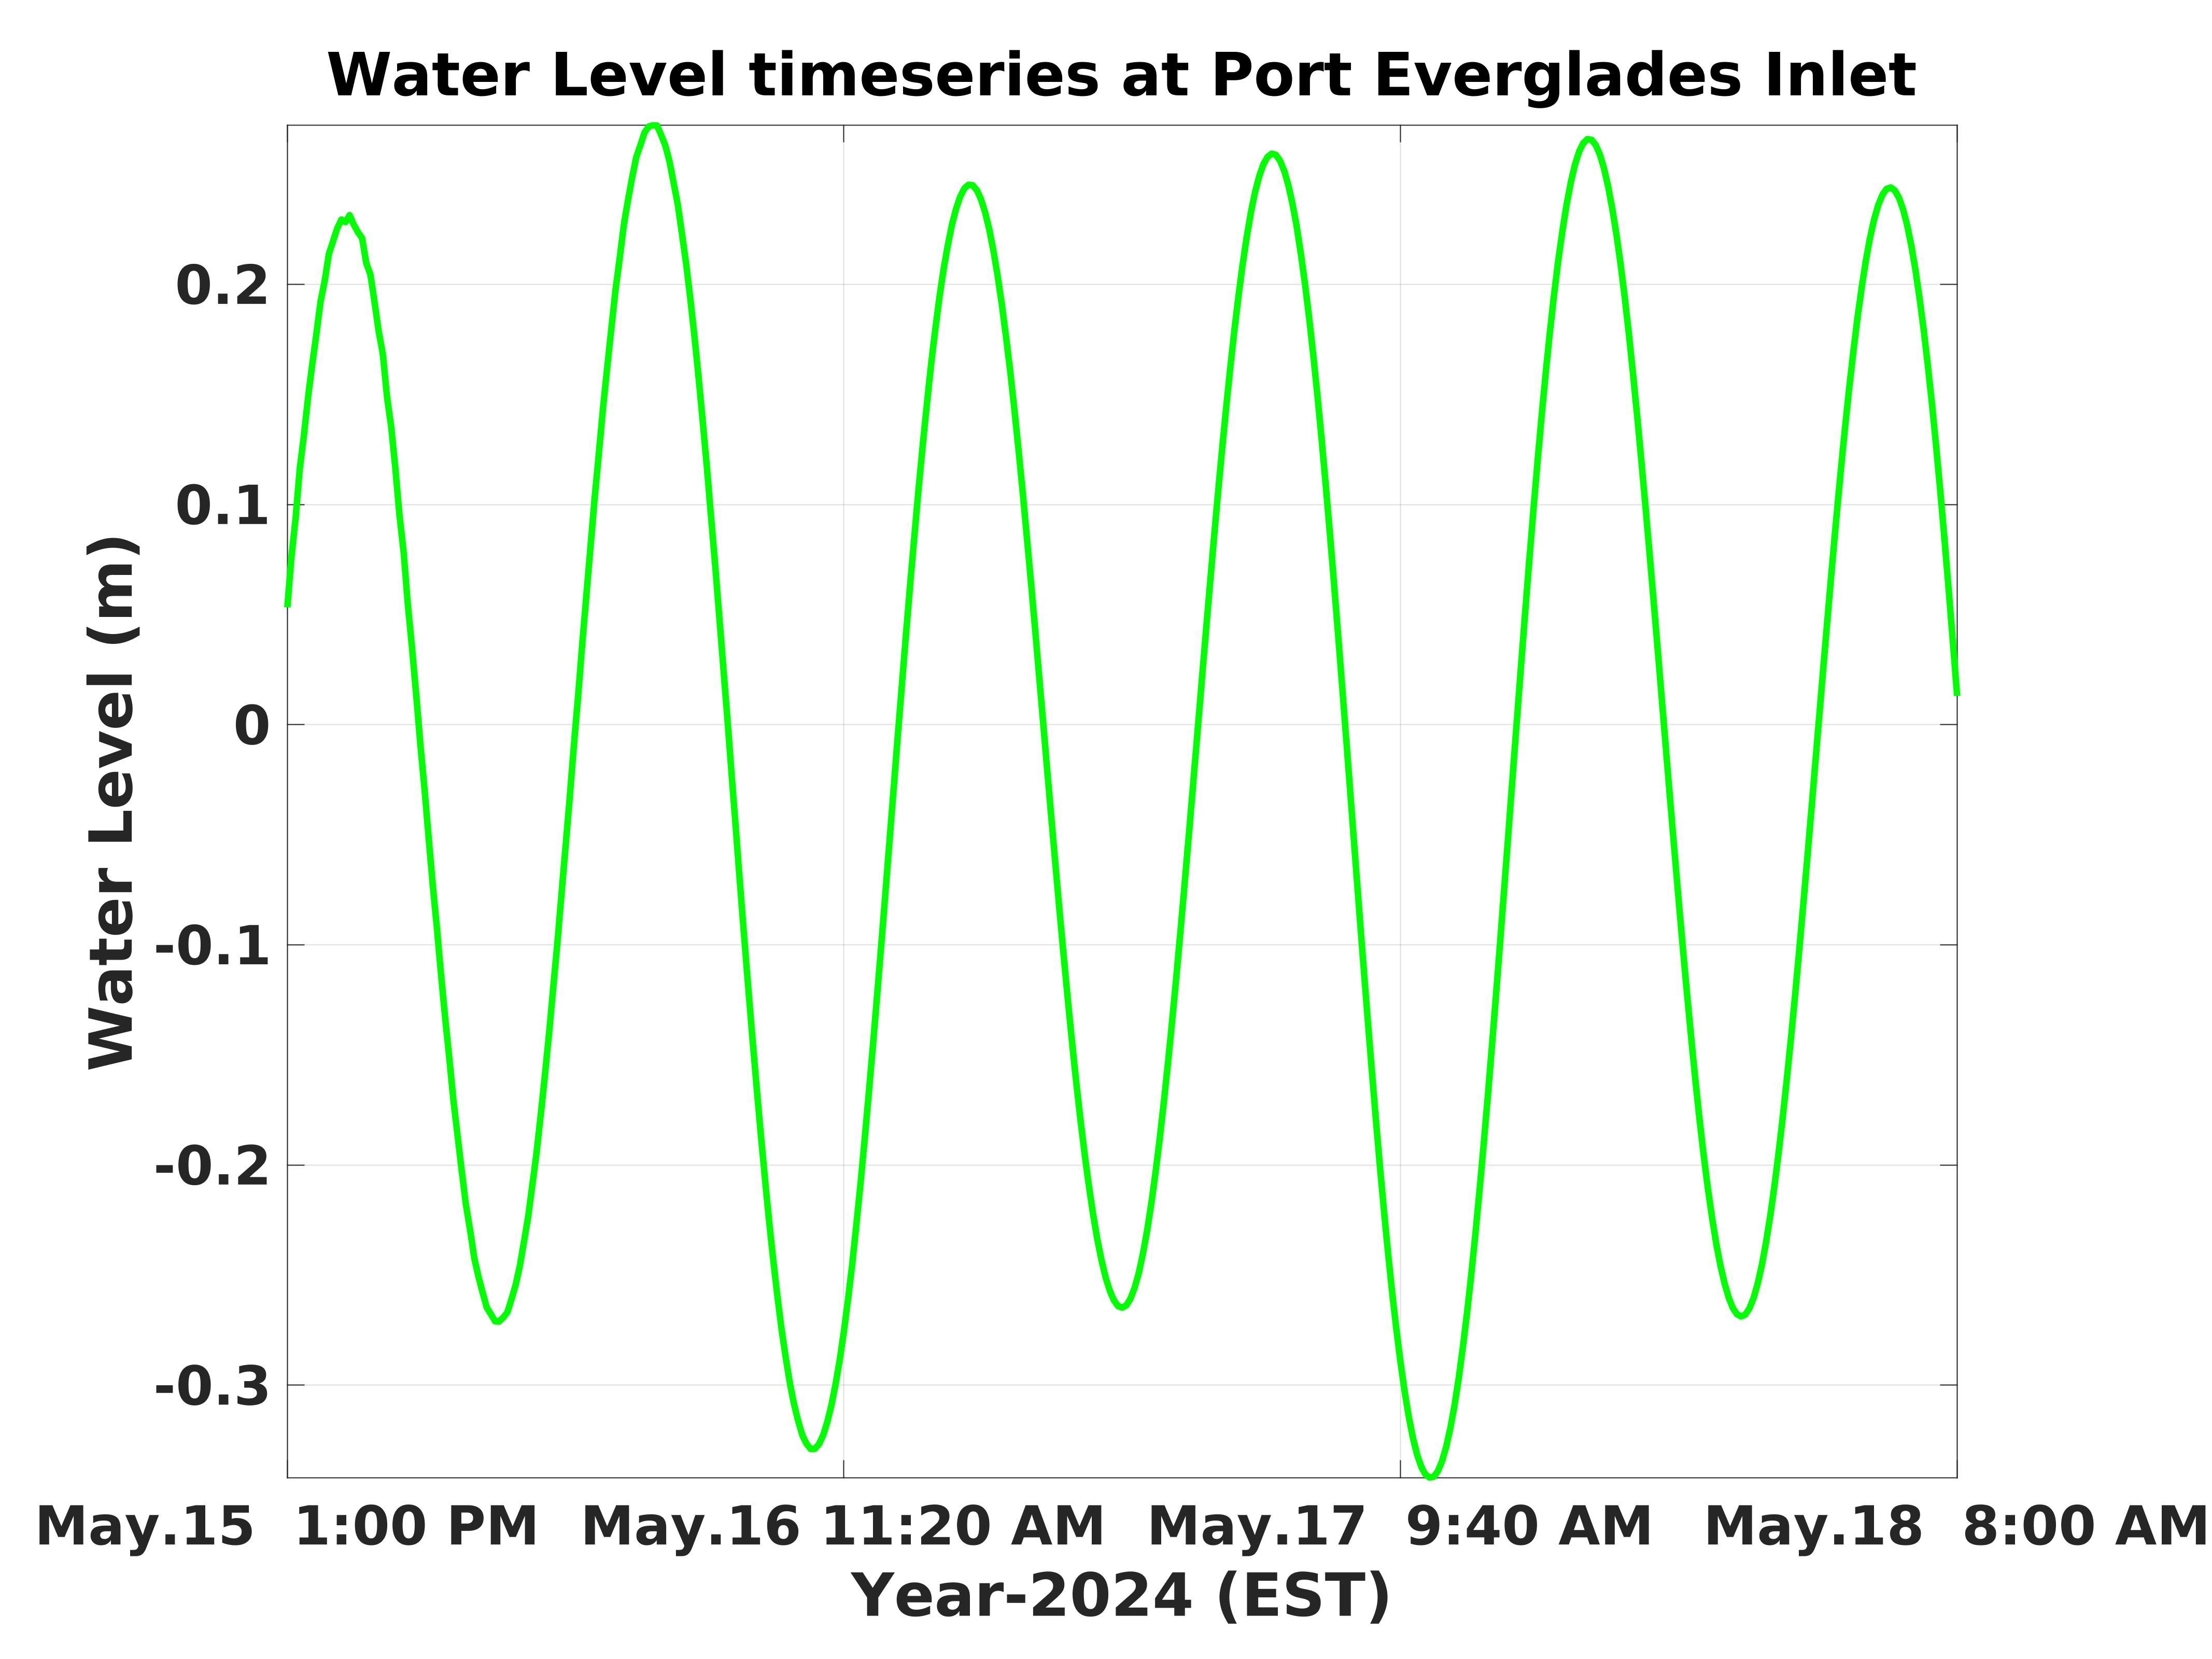 Water Level timeseries at Port Everglades Inlet
Water Level (m)
0.2
0.1
0
-0.1
-0.2
-0.3
May.15 1:00 PM May.16 11:20 AM May.17 9:40 AM May.18 8:00 AM
Year-2024 (EST)